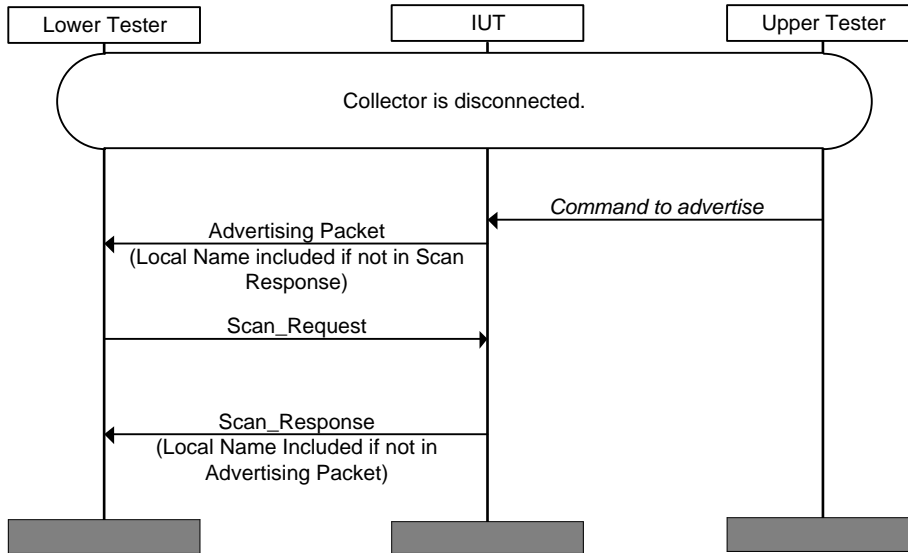 Lower Tester
IUT
Upper Tester
Collector is disconnected.
Command to advertise
Advertising Packet
(Local Name included if not in Scan
Response)
Scan_Request
Scan_Response
(Local Name Included if not in
Advertising Packet)